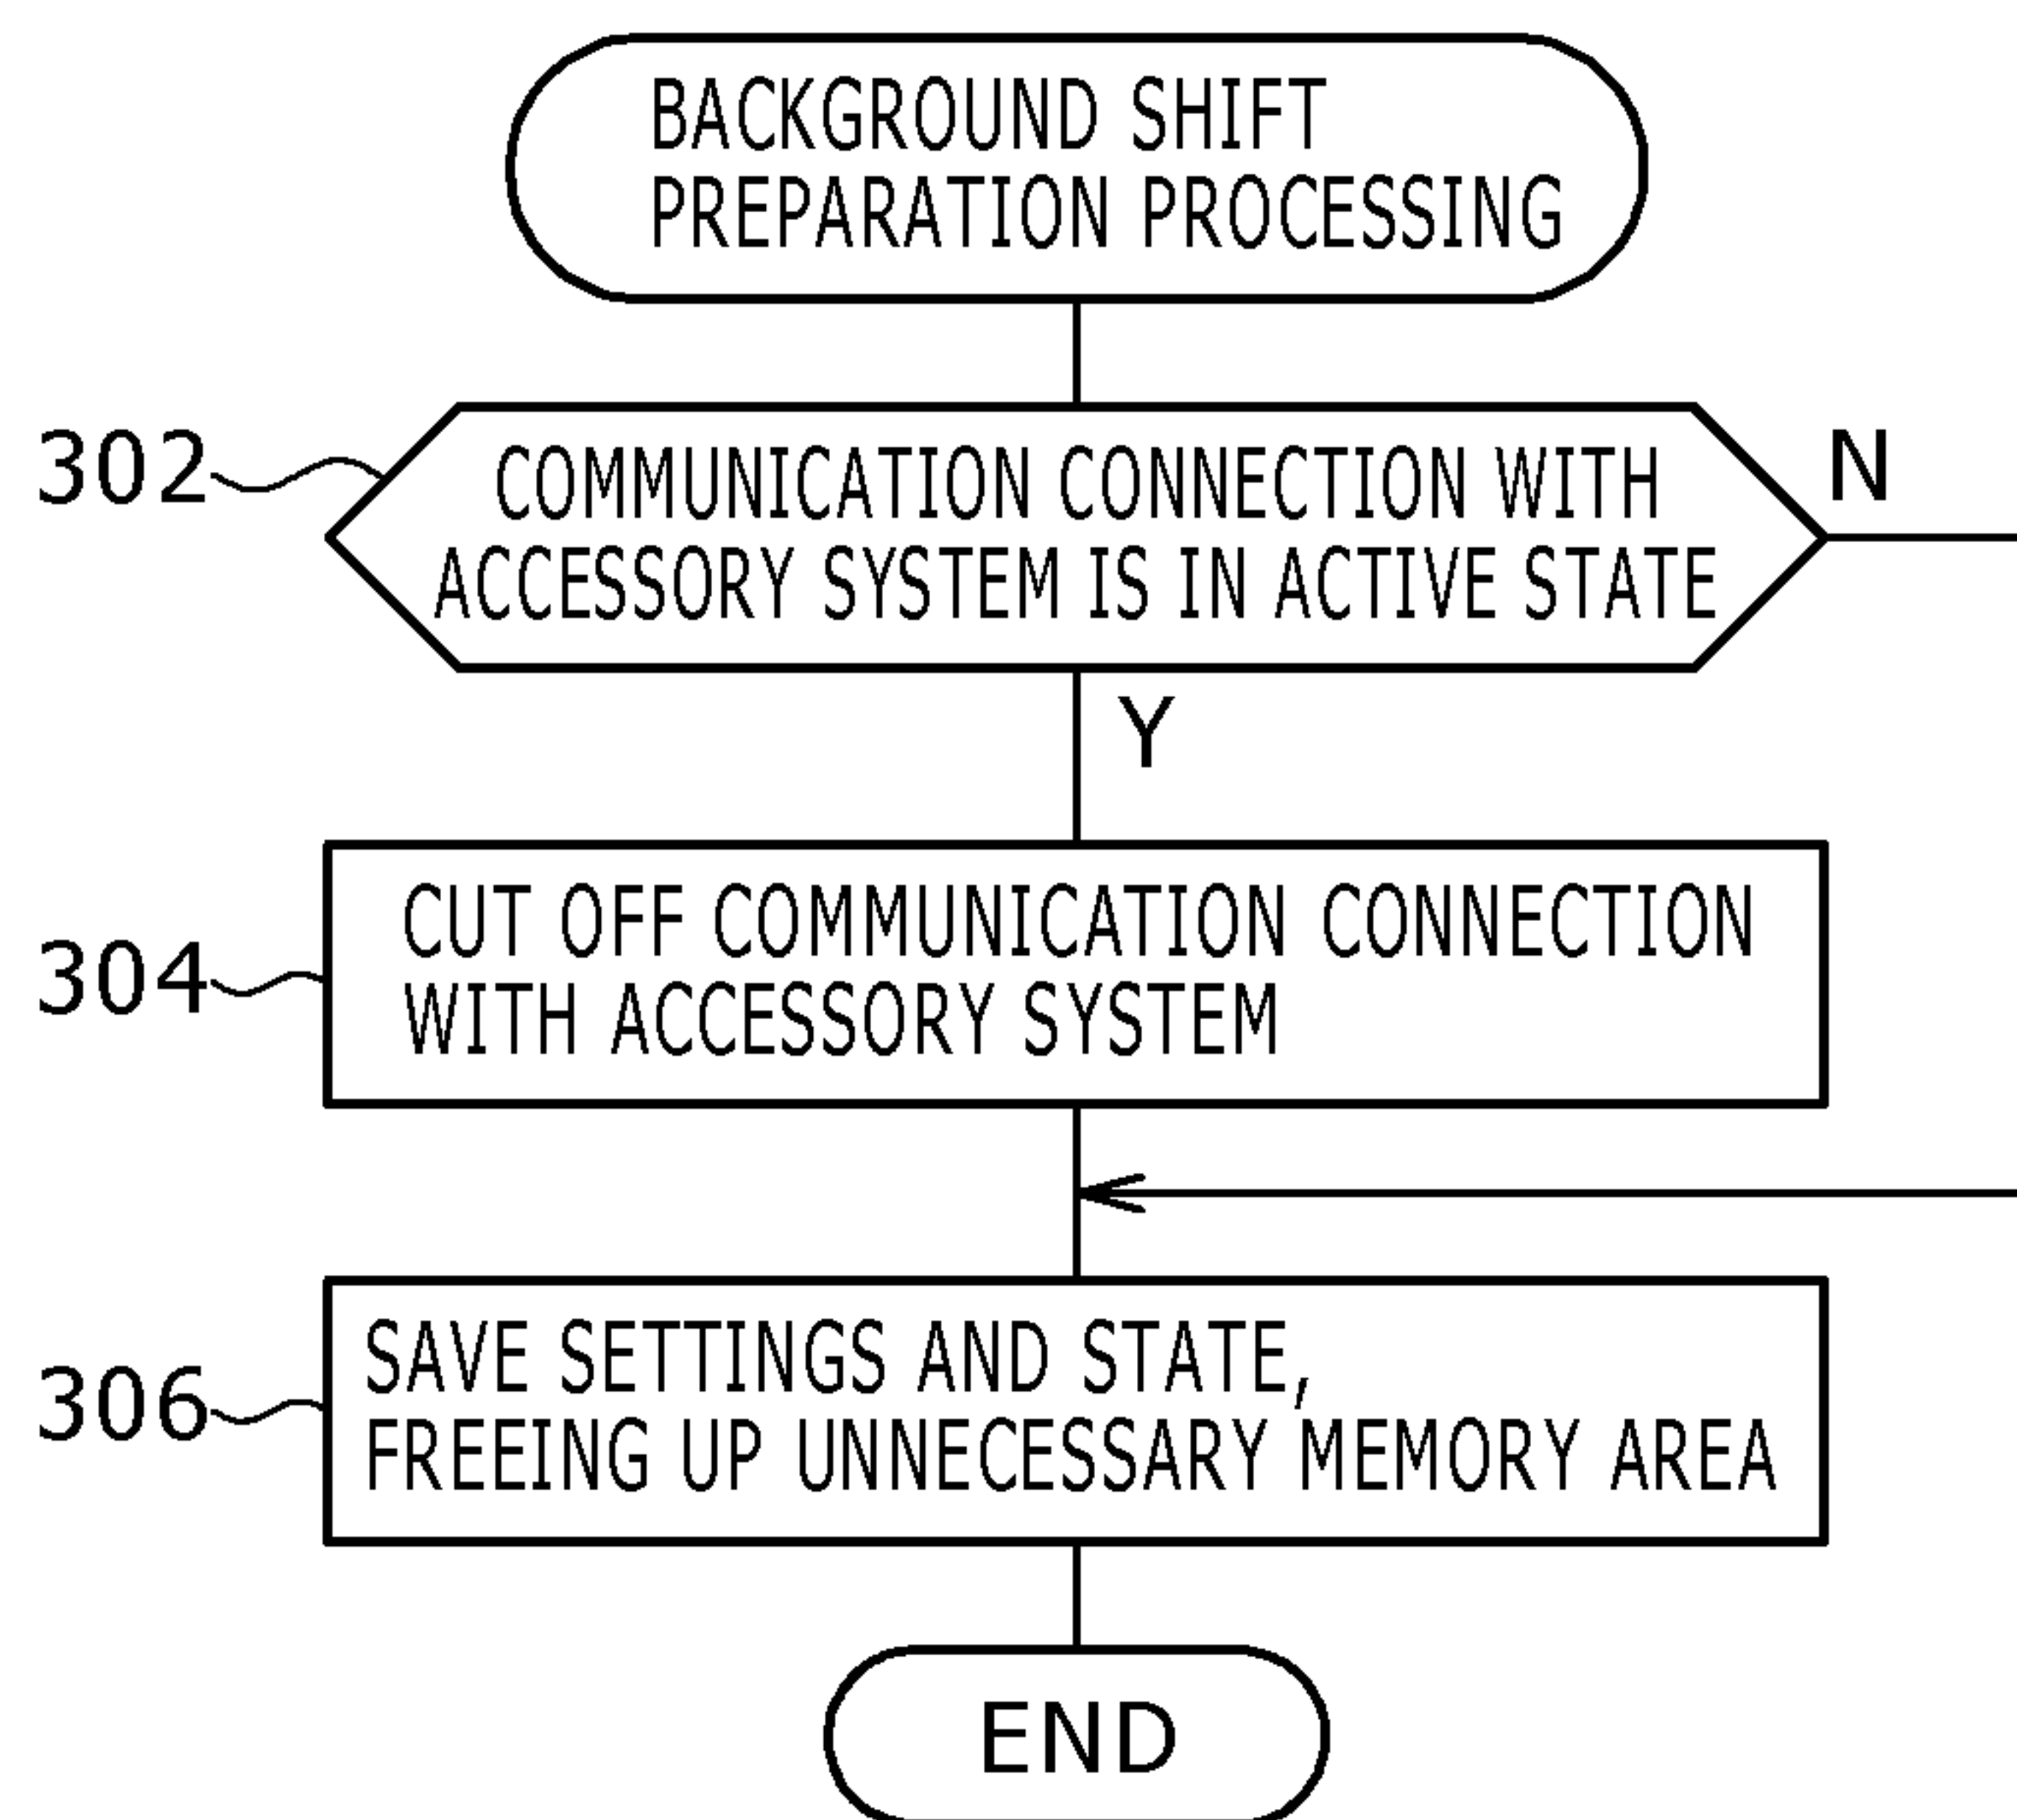 BACKGROUND SHIFT
PREPARATION PROCESSING
302
COMMUNICATION CONNECTION WITH
ACCESSORY SYSTEM IS IN ACTIVE STATE
N
Y
304
CUT OFF COMMUNICATION CONNECTION
WITH ACCESSORY SYSTEM
306
SAVE SETTINGS AND STATE,
FREEING UP UNNECESSARY MEMORY AREA
END